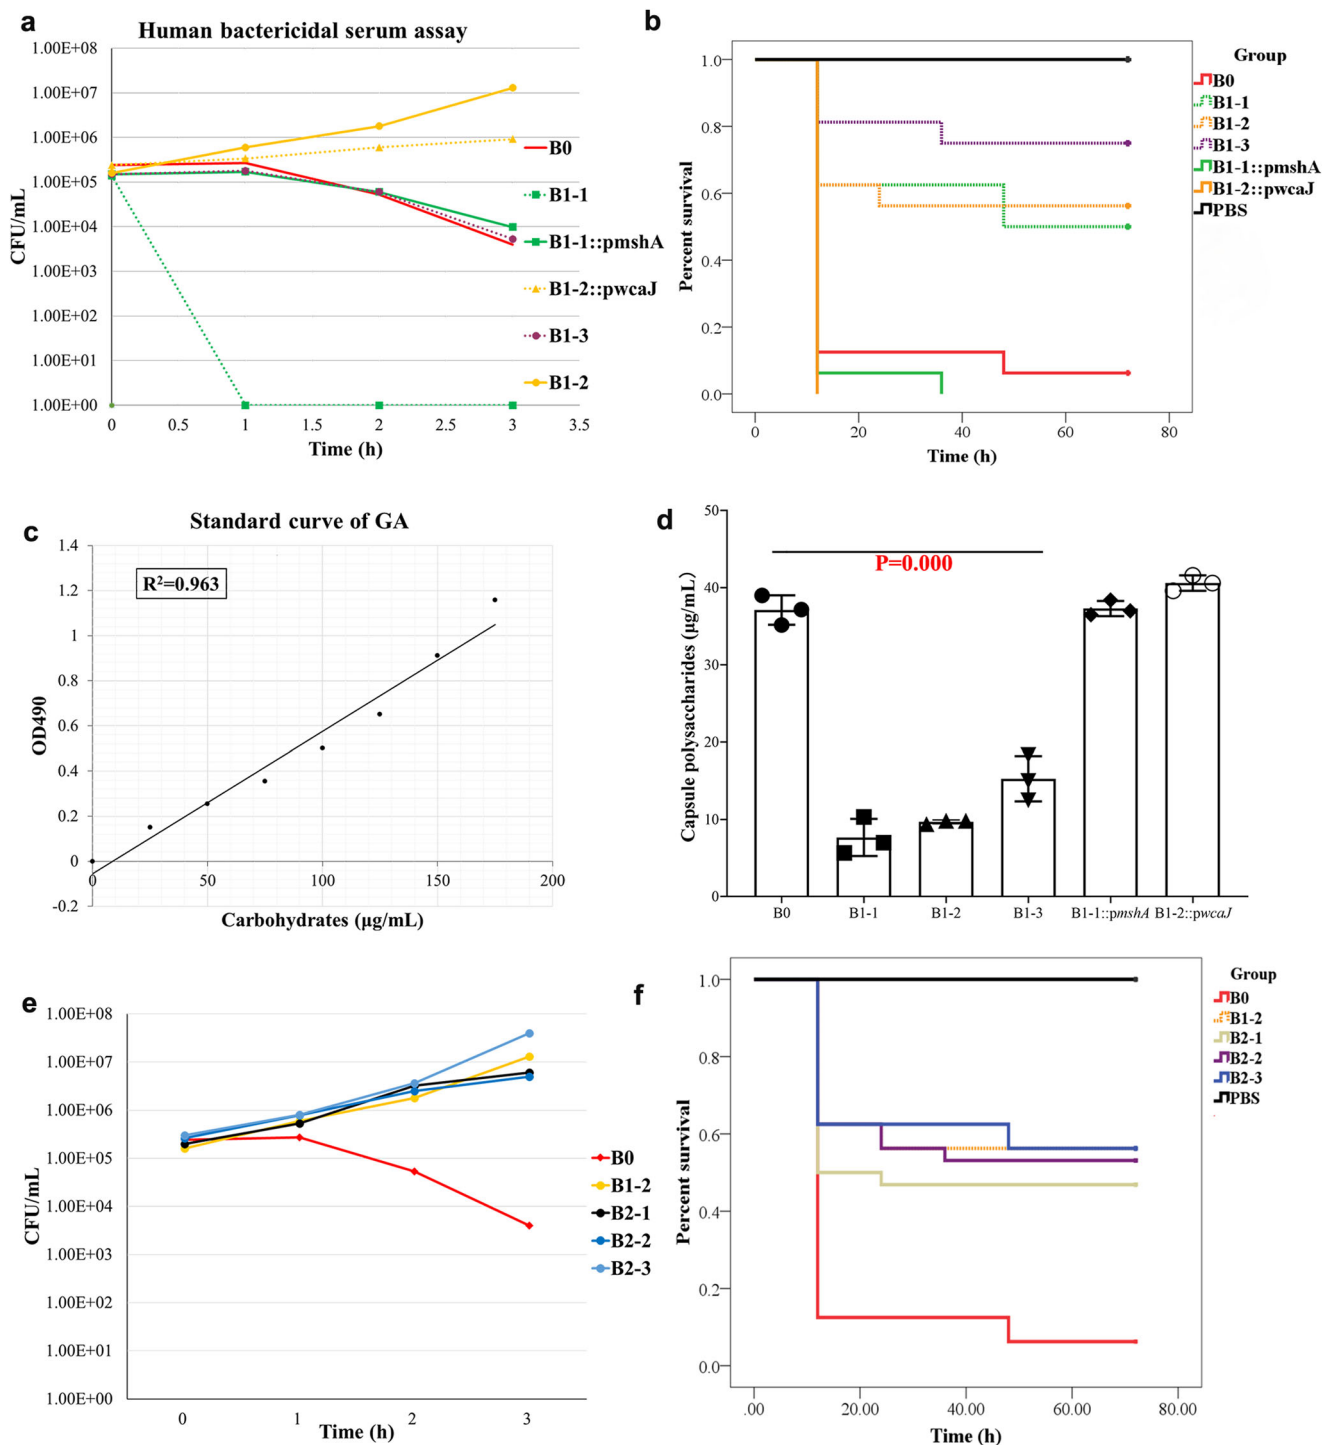 a
Human bactericidal serum assay
1.00E+08
1.00E+07
1.00E+06
1.00E+05
1.00E+04
1.00E+03
1.00E+02
1.00E+01
1.00E+00
CFU/mL
0
0.5
1
1.5
2
2.5
3
3.5
Time (h)
B0
B1-1
B1-1::pmshA
B1-2::pwcaJ
B1-3
B1-2
b
1.0
0.8
0.6
0.4
0.2
0.0
Percent survival
0
20
40
60
80
Time (h)
Group
B0
B1-1
B1-2
B1-3
B1-1::pmshA
B1-2::pwcaJ
PBS
c
Standard curve of GA
R²=0.963
1.4
1.2
1
0.8
0.6
0.4
0.2
0
-0.2
OD490
0
50
100
150
200
Carbohydrates (μg/mL)
d
50
40
30
20
10
0
Capsule polysaccharides (μg/mL)
P=0.000
B0
B1-1
B1-2
B1-3
B1-1::pmshA
B1-2::pwcaJ
e
1.00E+08
1.00E+07
1.00E+06
1.00E+05
1.00E+04
1.00E+03
1.00E+02
1.00E+01
1.00E+00
CFU/mL
0
1
2
3
Time (h)
B0
B1-2
B2-1
B2-2
B2-3
f
1.0
0.8
0.6
0.4
0.2
0.0
Percent survival
.00
20.00
40.00
60.00
80.00
Time (h)
Group
B0
B1-2
B2-1
B2-2
B2-3
PBS